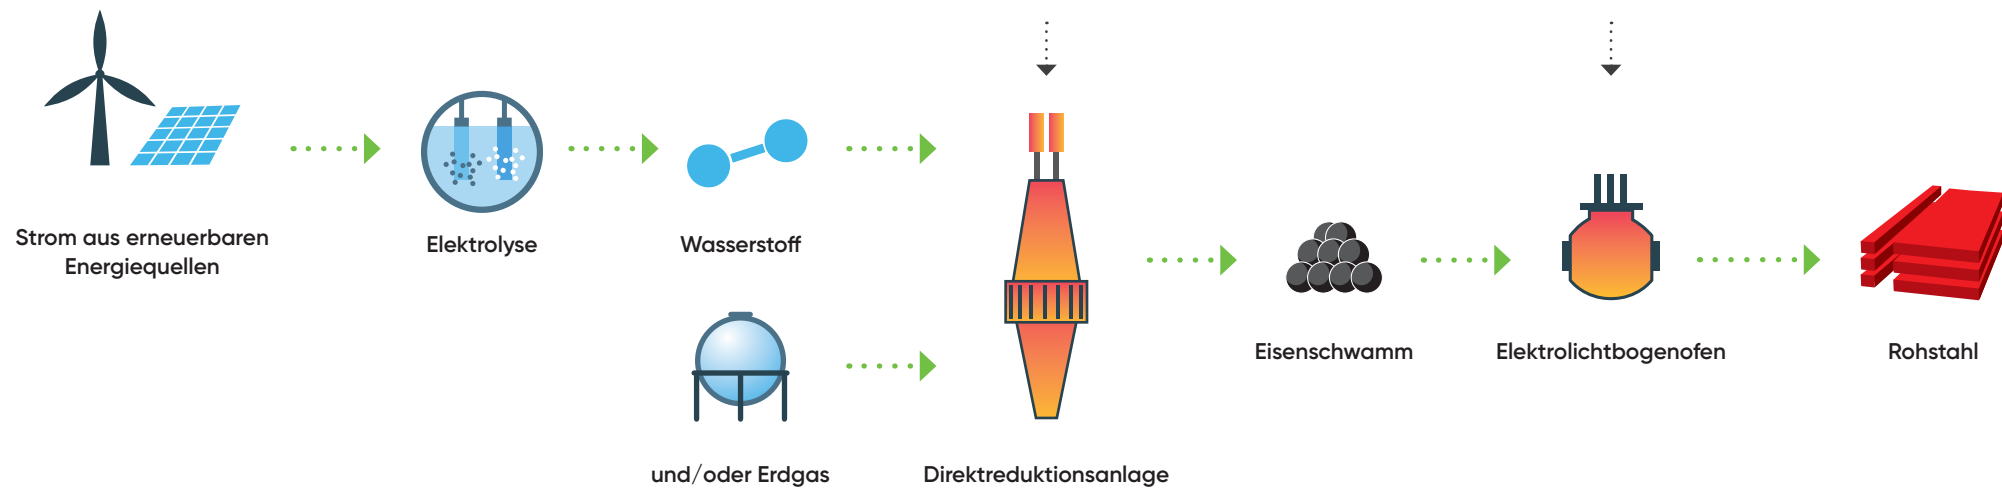 Strom aus erneuerbaren
Energiequellen
Elektrolyse
Wasserstoff
und/oder Erdgas
Direktreduktionsanlage
Eisenschwamm
Elektrolichtbogenofen
Rohstahl